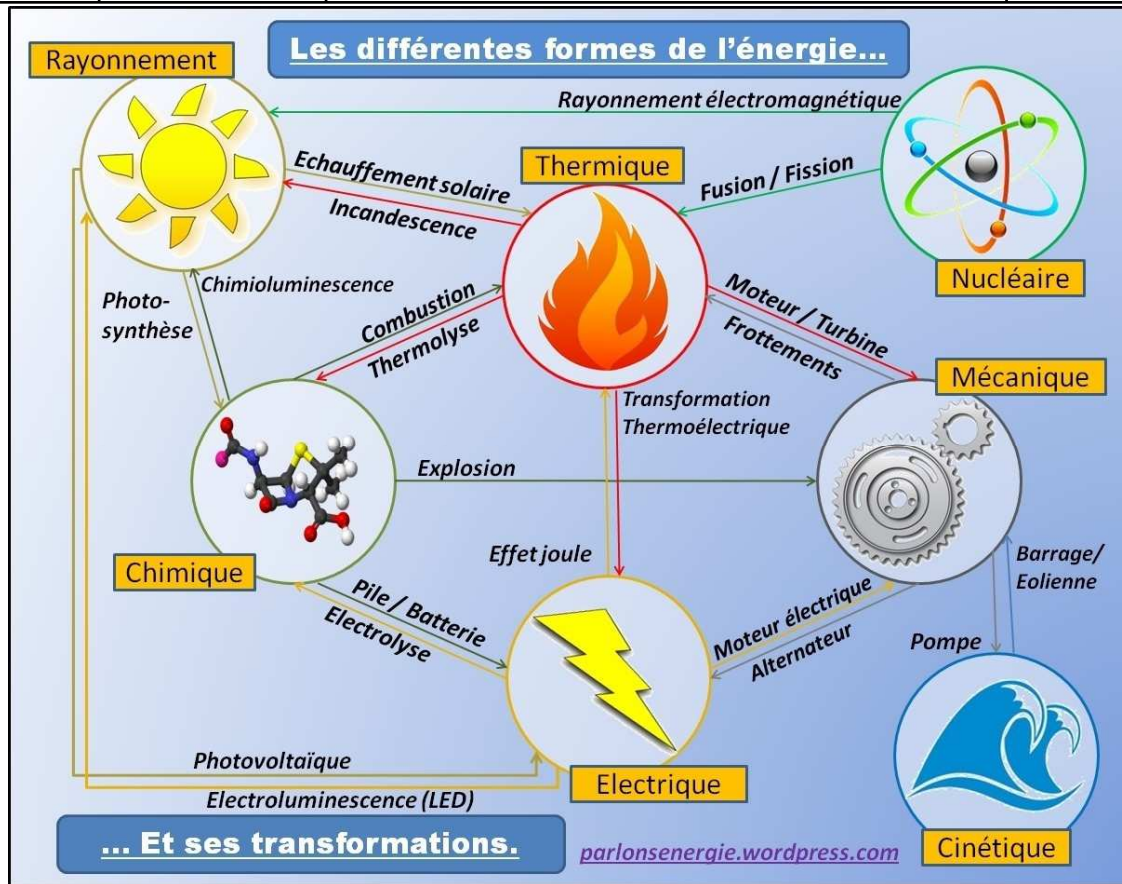 Les différentes formes de l'énergie...
Rayonnement
Rayonnement électromagnétique
Thermique
Echauffement solaire
Incandescence
Fusion / Fission
Nucléaire
Chimioluminescence
Photo-
synthèse
Combustion
Thermolyse
Moteur / Turbine
Frottements
Mécanique
Transformation
Thermoélectrique
Explosion
Effet joule
Chimique
Barrage/
Eolienne
Pile / Batterie
Electrolyse
Moteur électrique
Alternateur
Pompe
Photovoltaïque
Electrique
Electroluminescence (LED)
... Et ses transformations.
parlonsenergie.wordpress.com
Cinétique